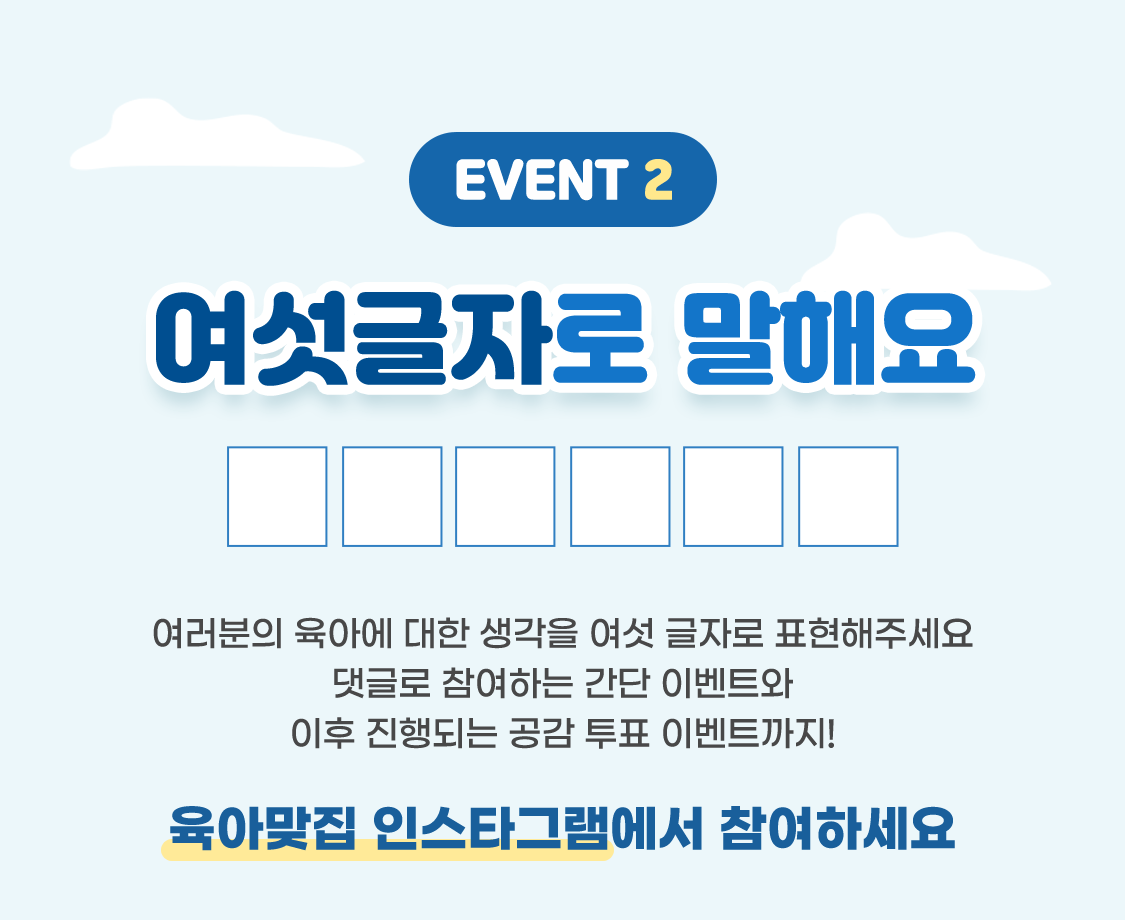 EVENT 2
여섯글자로 말해요
여러분의 육아에 대한 생각을 여섯 글자로 표현해주세요
댓글로 참여하는 간단 이벤트와
이후 진행되는 공감 투표 이벤트까지!
육아맞집 인스타그램에서 참여하세요